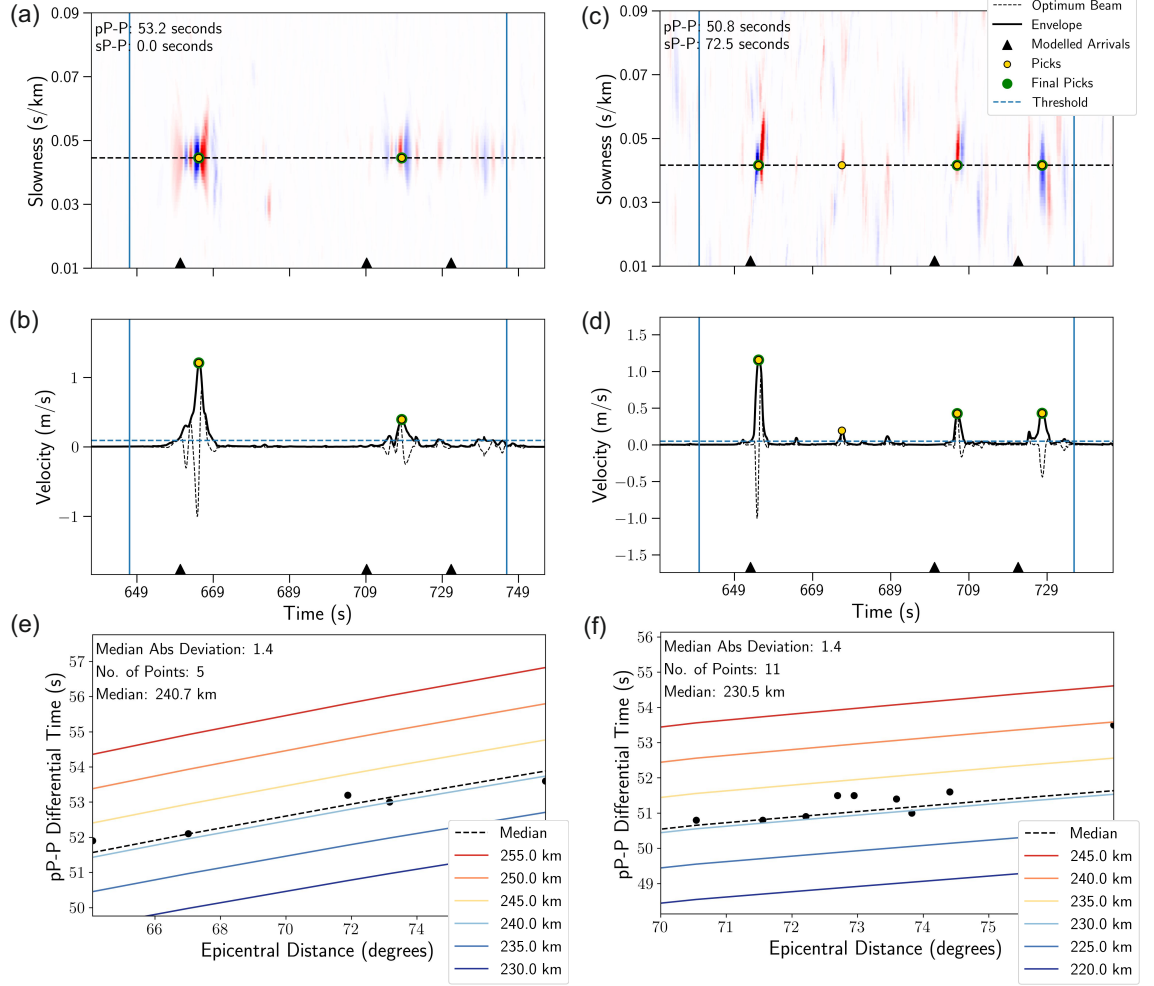 (a)
pP-P: 53.2 seconds
sP-P: 0.0 seconds
Slowness (s/km)
0.09
0.07
0.05
0.03
0.01
(c)
pP-P: 50.8 seconds
sP-P: 72.5 seconds
Slowness (s/km)
0.09
0.07
0.05
0.03
0.01
Optimum Beam
Envelope
Modelled Arrivals
Picks
Final Picks
Threshold
(b)
Velocity (m/s)
1
0
−1
649 669 689 709 729 749
Time (s)
(d)
Velocity (m/s)
1.5
1.0
0.5
0.0
−0.5
−1.0
−1.5
649 669 689 709 729
Time (s)
(e)
Median Abs Deviation: 1.4
No. of Points: 5
Median: 240.7 km
pP-P Differential Time (s)
57
56
55
54
53
52
51
50
66 68 70 72 74
Epicentral Distance (degrees)
Median
255.0 km
250.0 km
245.0 km
240.0 km
235.0 km
230.0 km
(f)
Median Abs Deviation: 1.4
No. of Points: 11
Median: 230.5 km
pP-P Differential Time (s)
56
55
54
53
52
51
50
49
70 71 72 73 74 75
Epicentral Distance (degrees)
Median
245.0 km
240.0 km
235.0 km
230.0 km
225.0 km
220.0 km